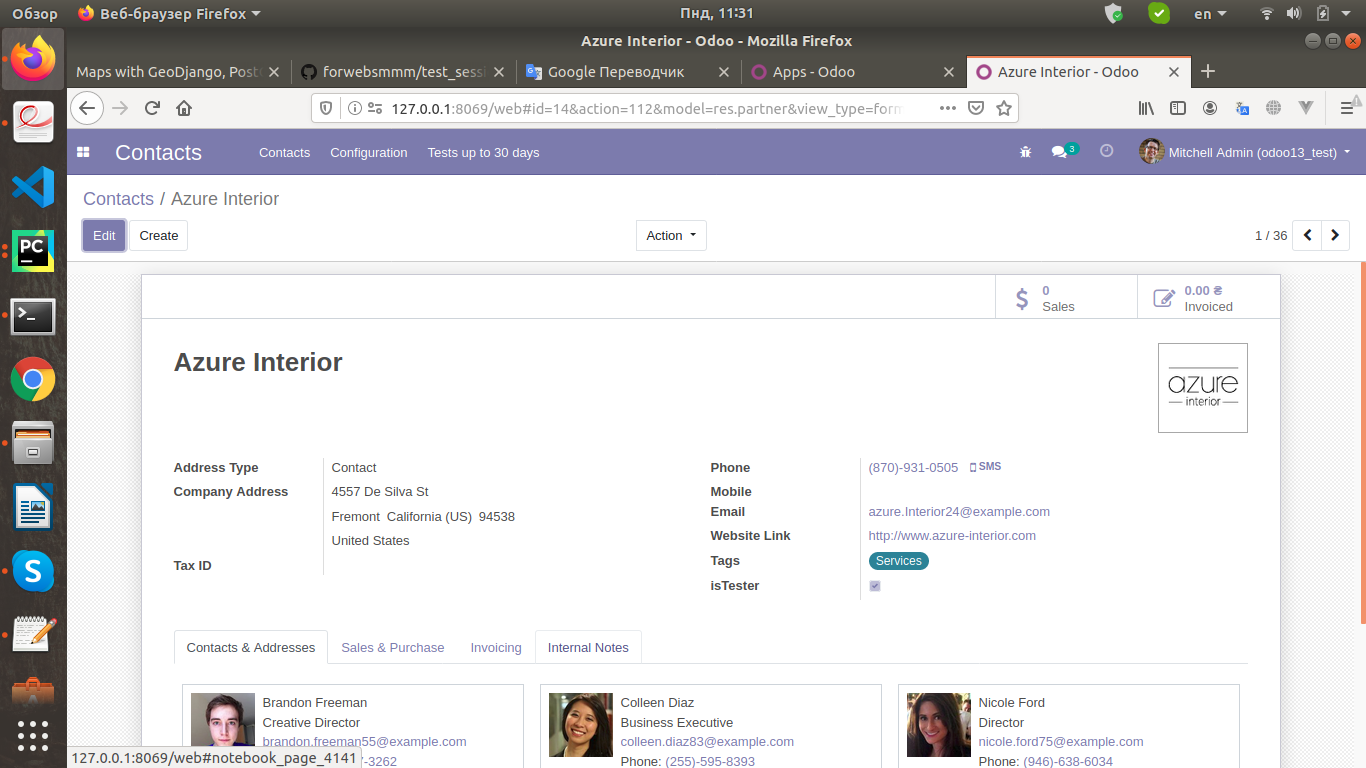 Обзор Веб-браузер Firefox Пнд, 11:31 en
Azure Interior - Odoo - Mozilla Firefox
Maps with GeoDjango, Post forwebsmmm/test_sessi Google Переводчик Apps - Odoo Azure Interior - Odoo
127.0.0.1:8069/web#id=14&action=112&model=res.partner&view_type=form
Contacts Contacts Configuration Tests up to 30 days 3 Mitchell Admin (odoo13_test)
Contacts / Azure Interior
Edit Create Action 1 / 36
0
Sales
0.00 ₴
Invoiced
Azure Interior
azure
interior
Address Type Contact
Company Address 4557 De Silva St
Fremont California (US) 94538
United States
Tax ID
Phone (870)-931-0505 SMS
Mobile
Email azure.Interior24@example.com
Website Link http://www.azure-interior.com
Tags Services
isTester
Contacts & Addresses Sales & Purchase Invoicing Internal Notes
Brandon Freeman
Creative Director
brandon.freeman55@example.com
-3262
Colleen Diaz
Business Executive
colleen.diaz83@example.com
Phone: (255)-595-8393
Nicole Ford
Director
nicole.ford75@example.com
Phone: (946)-638-6034
127.0.0.1:8069/web#notebook_page_4141